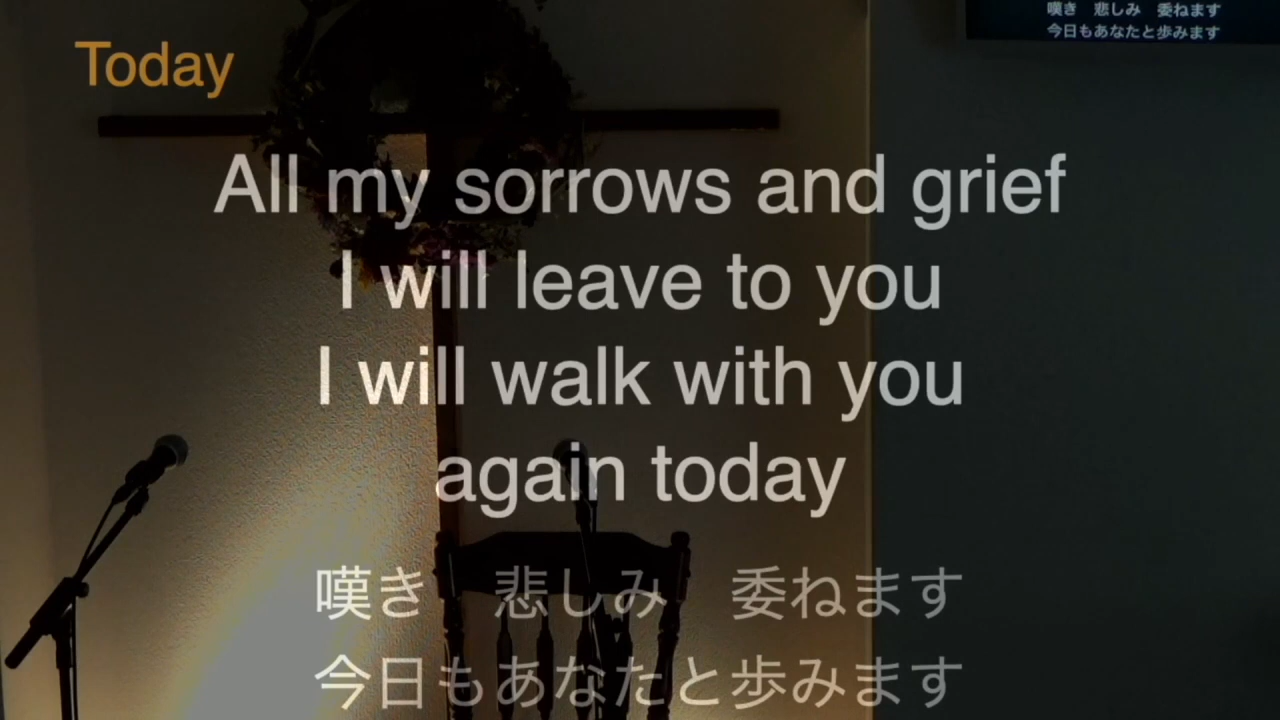 嘆き　悲しみ　委ねます
今日もあなたと歩みます
Today
All my sorrows and grief
I will leave to you
I will walk with you
again today
嘆き　悲しみ　委ねます
今日もあなたと歩みます